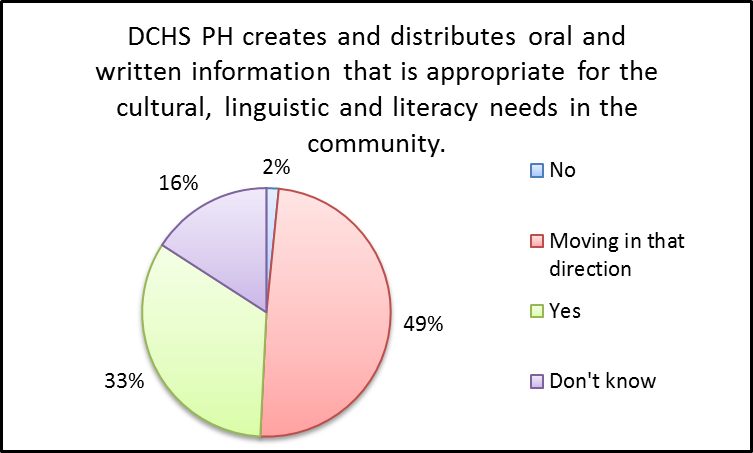 DCHS PH creates and distributes oral and
written information that is appropriate for the
cultural, linguistic and literacy needs in the
community.
2%
No
16%
Moving in that
direction
Yes
49%
33%
Don't know